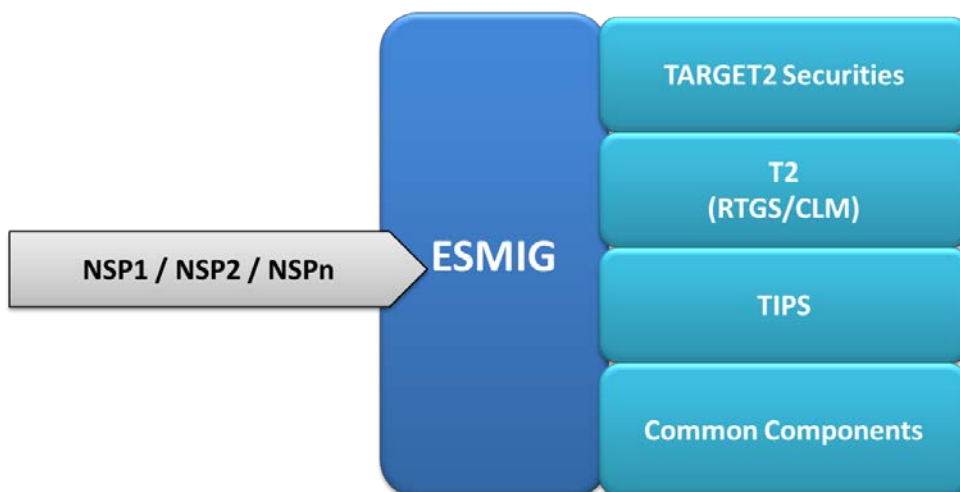 NSP1 / NSP2 / NSPn
ESMIG
TARGET2 Securities
T2
(RTGS/CLM)
TIPS
Common Components